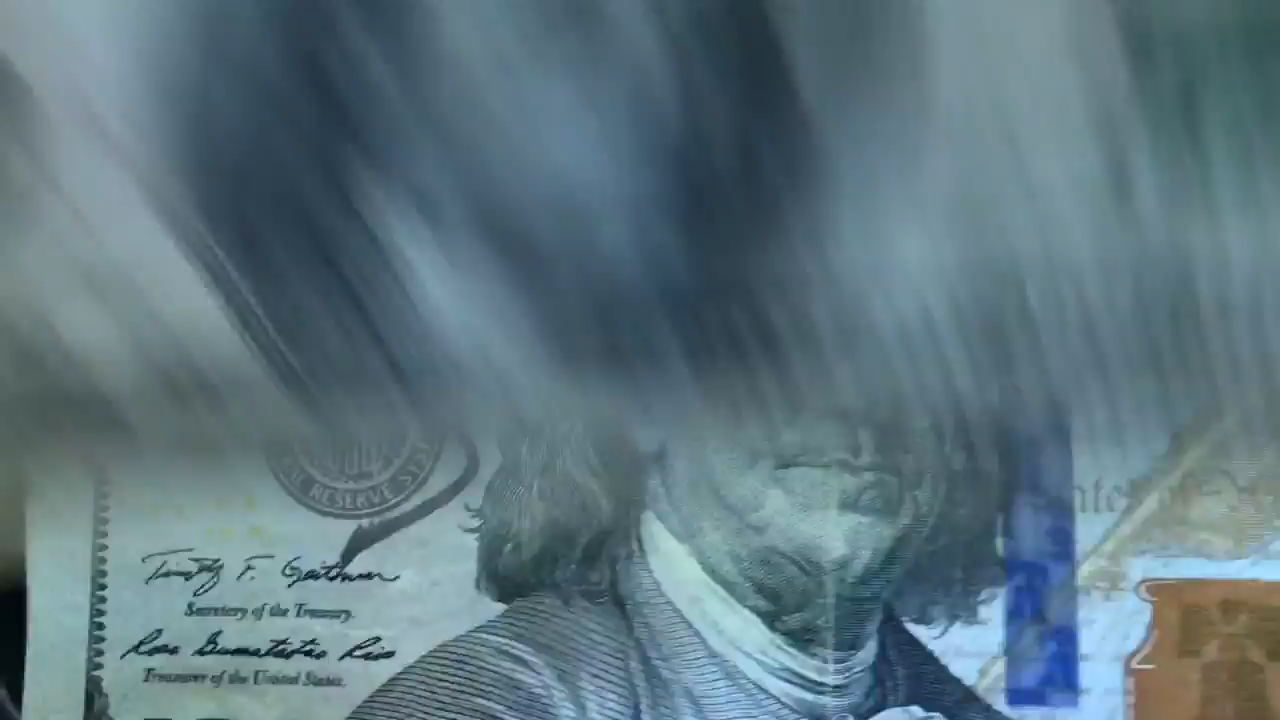 RESERVE
Timothy F. Geithner
Secretary of the Treasury.
Rosa Gumataotao Rios
Treasurer of the United States.